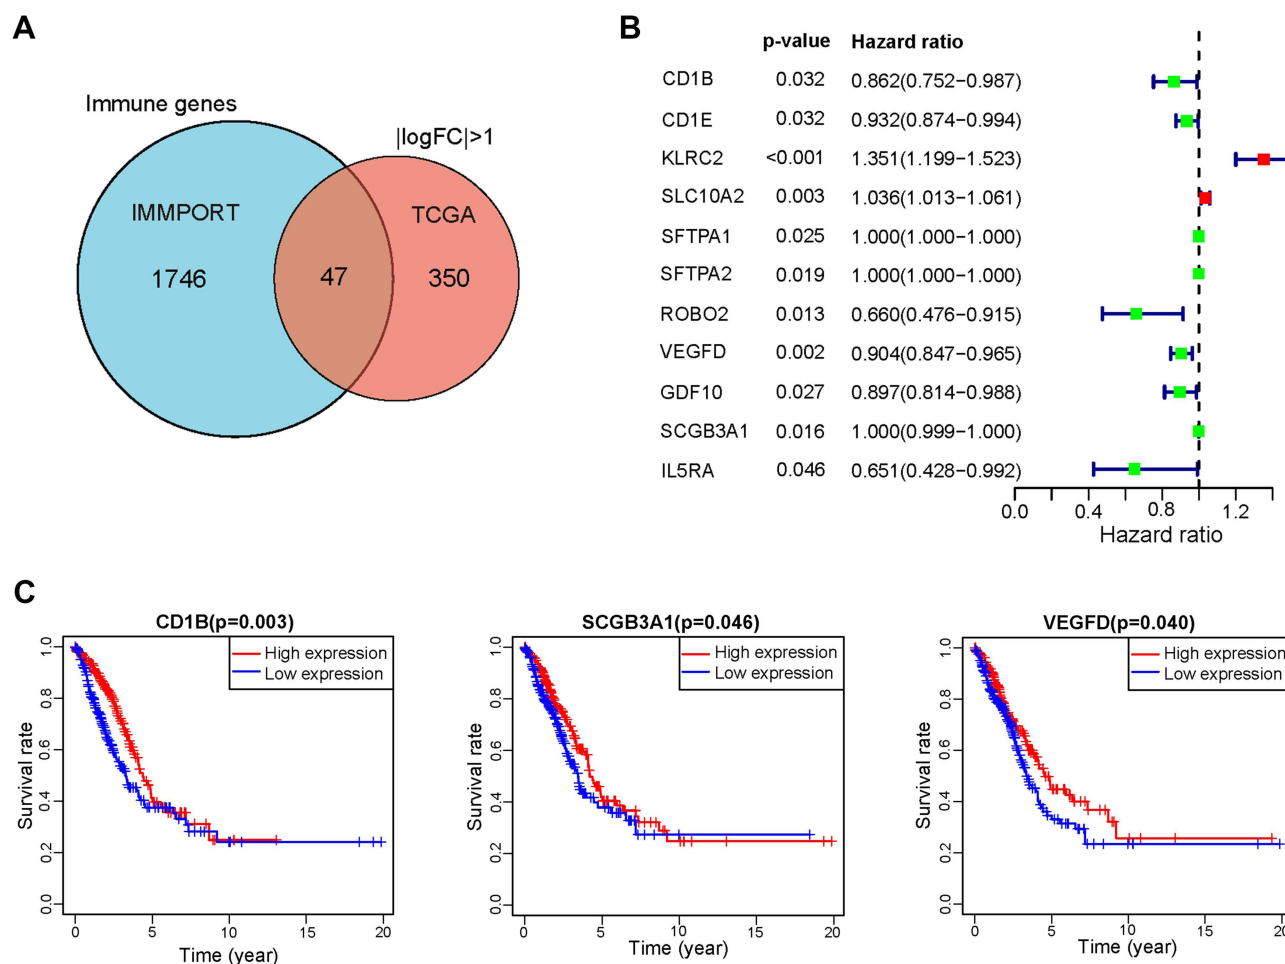 A
Immune genes
|logFC|>1
IMMPORT
TCGA
1746
47
350
B
p-value Hazard ratio
CD1B 0.032 0.862(0.752−0.987)
CD1E 0.032 0.932(0.874−0.994)
KLRC2 <0.001 1.351(1.199−1.523)
SLC10A2 0.003 1.036(1.013−1.061)
SFTPA1 0.025 1.000(1.000−1.000)
SFTPA2 0.019 1.000(1.000−1.000)
ROBO2 0.013 0.660(0.476−0.915)
VEGFD 0.002 0.904(0.847−0.965)
GDF10 0.027 0.897(0.814−0.988)
SCGB3A1 0.016 1.000(0.999−1.000)
IL5RA 0.046 0.651(0.428−0.992)
0.0 0.4 0.8 1.2
Hazard ratio
C
CD1B(p=0.003)
High expression
Low expression
Survival rate
1.0
0.8
0.6
0.4
0.2
0.0
0 5 10 15 20
Time (year)
SCGB3A1(p=0.046)
High expression
Low expression
Survival rate
1.0
0.8
0.6
0.4
0.2
0.0
0 5 10 15 20
Time (year)
VEGFD(p=0.040)
High expression
Low expression
Survival rate
1.0
0.8
0.6
0.4
0.2
0.0
0 5 10 15 20
Time (year)